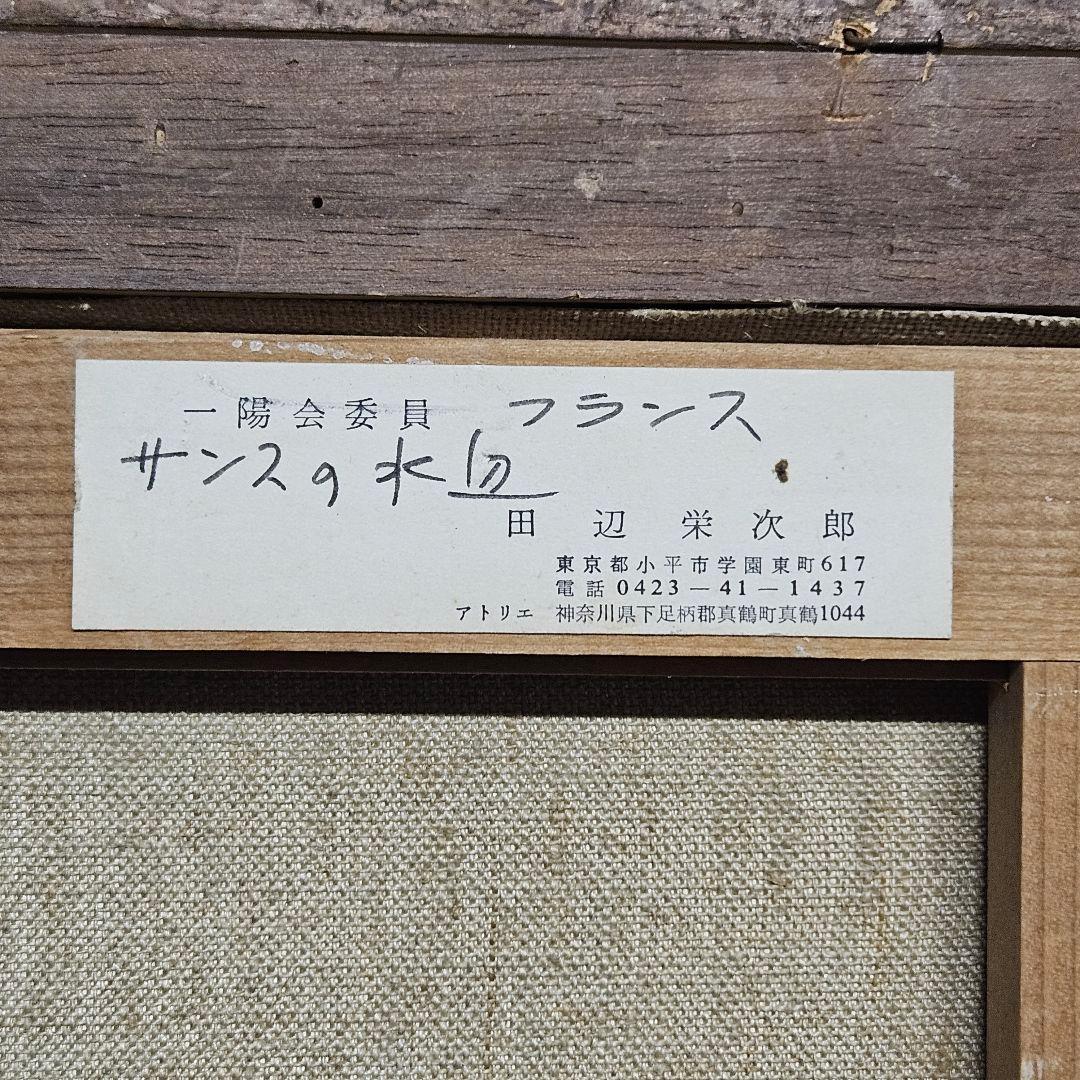 一陽会委員 フランス
サンスの水辺
田辺栄次郎
東京都小平市学園東町617
電話 0423－41－1437
アトリエ 神奈川県下足柄郡真鶴町真鶴1044